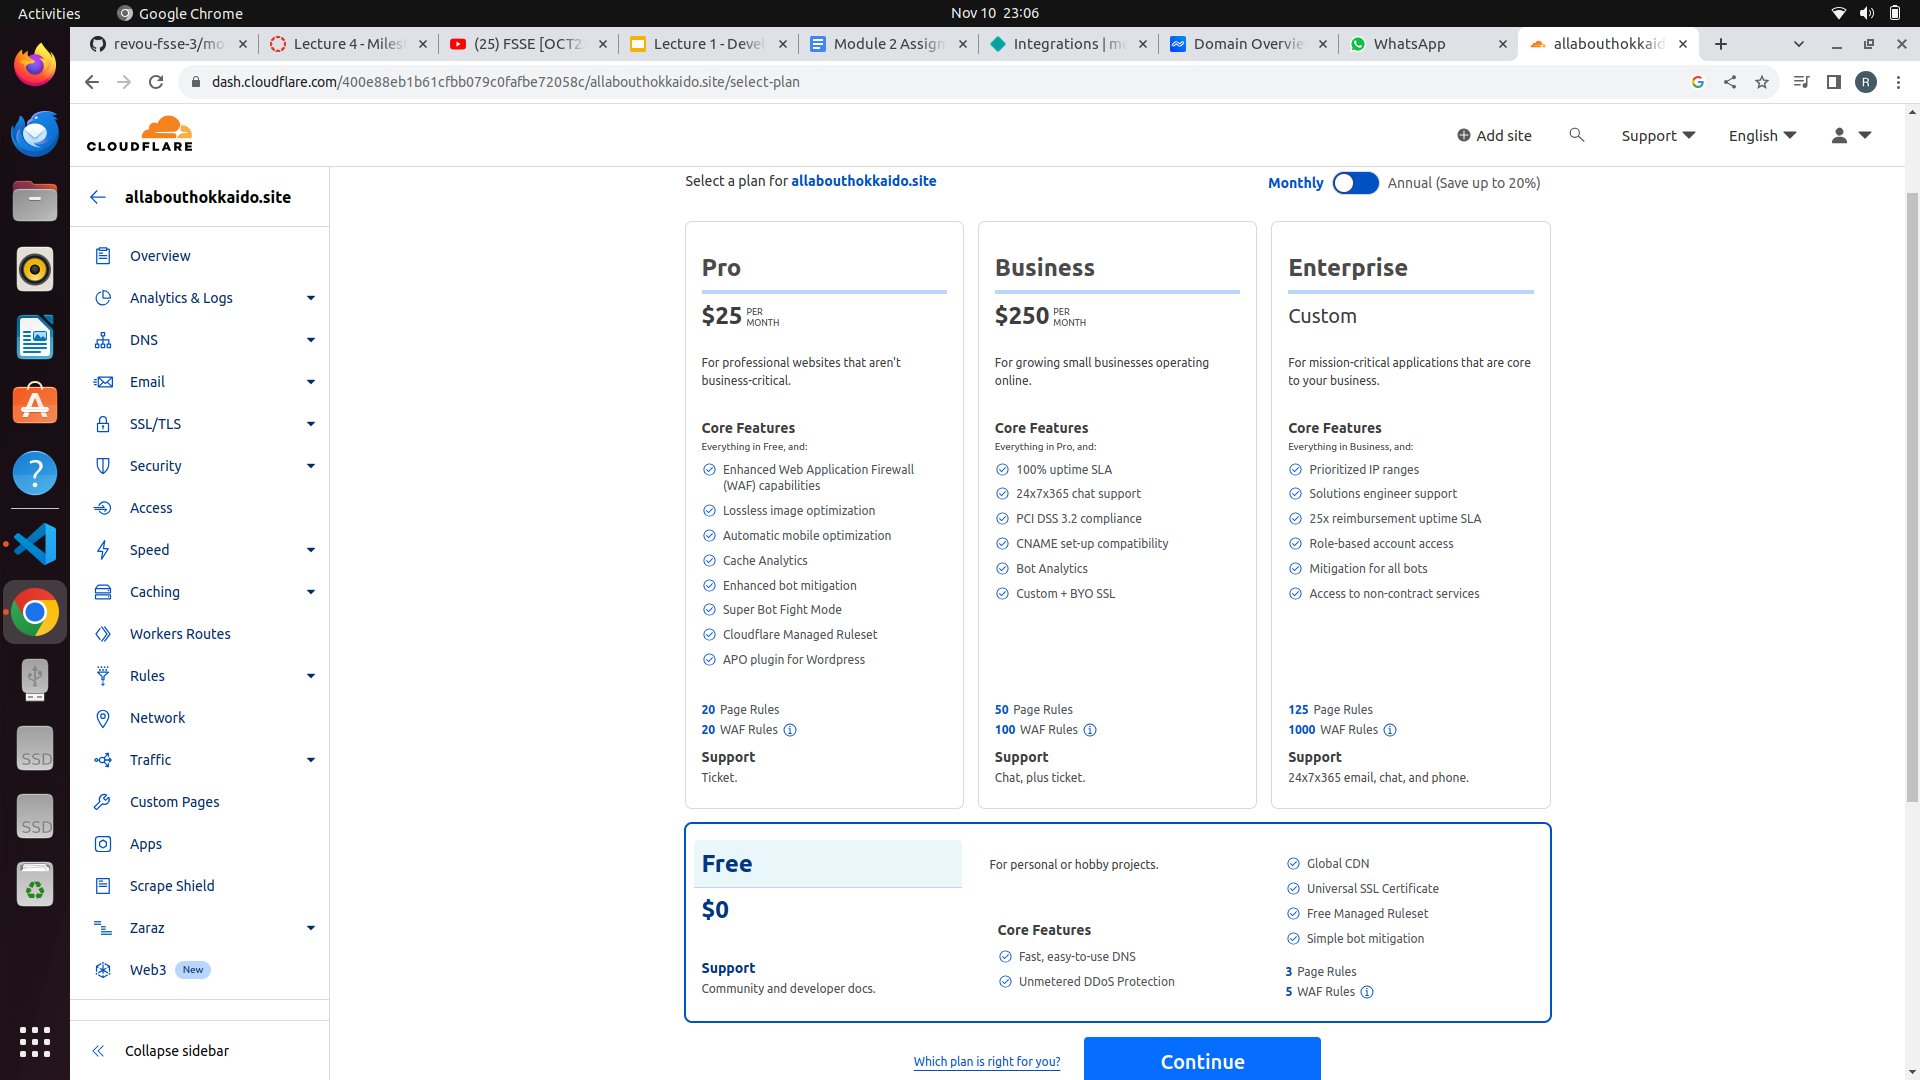 Activities
Google Chrome
Nov 10 23:06
revou-fsse-3/mo
Lecture 4 - Miles
(25) FSSE [OCT2
Lecture 1 - Deve
Module 2 Assign
Integrations | m
Domain Overvie
WhatsApp
allabouthokkaid
dash.cloudflare.com/400e88eb1b61cfbb079c0fafbe72058c/allabouthokkaido.site/select-plan
R
CLOUDFLARE
Add site
Support
English
allabouthokkaido.site
Overview
Analytics & Logs
DNS
Email
SSL/TLS
Security
Access
Speed
Caching
Workers Routes
Rules
Network
Traffic
Custom Pages
Apps
Scrape Shield
Zaraz
Web3 New
Collapse sidebar
SSD
SSD
Select a plan for allabouthokkaido.site
Monthly
Annual (Save up to 20%)
Pro
$25 PER MONTH
For professional websites that aren't
business-critical.
Core Features
Everything in Free, and:
Enhanced Web Application Firewall
(WAF) capabilities
Lossless image optimization
Automatic mobile optimization
Cache Analytics
Enhanced bot mitigation
Super Bot Fight Mode
Cloudflare Managed Ruleset
APO plugin for Wordpress
20 Page Rules
20 WAF Rules
Support
Ticket.
Business
$250 PER MONTH
For growing small businesses operating
online.
Core Features
Everything in Pro, and:
100% uptime SLA
24x7x365 chat support
PCI DSS 3.2 compliance
CNAME set-up compatibility
Bot Analytics
Custom + BYO SSL
50 Page Rules
100 WAF Rules
Support
Chat, plus ticket.
Enterprise
Custom
For mission-critical applications that are core
to your business.
Core Features
Everything in Business, and:
Prioritized IP ranges
Solutions engineer support
25x reimbursement uptime SLA
Role-based account access
Mitigation for all bots
Access to non-contract services
125 Page Rules
1000 WAF Rules
Support
24x7x365 email, chat, and phone.
Free
$0
Support
Community and developer docs.
For personal or hobby projects.
Core Features
Fast, easy-to-use DNS
Unmetered DDoS Protection
Global CDN
Universal SSL Certificate
Free Managed Ruleset
Simple bot mitigation
3 Page Rules
5 WAF Rules
Which plan is right for you?
Continue